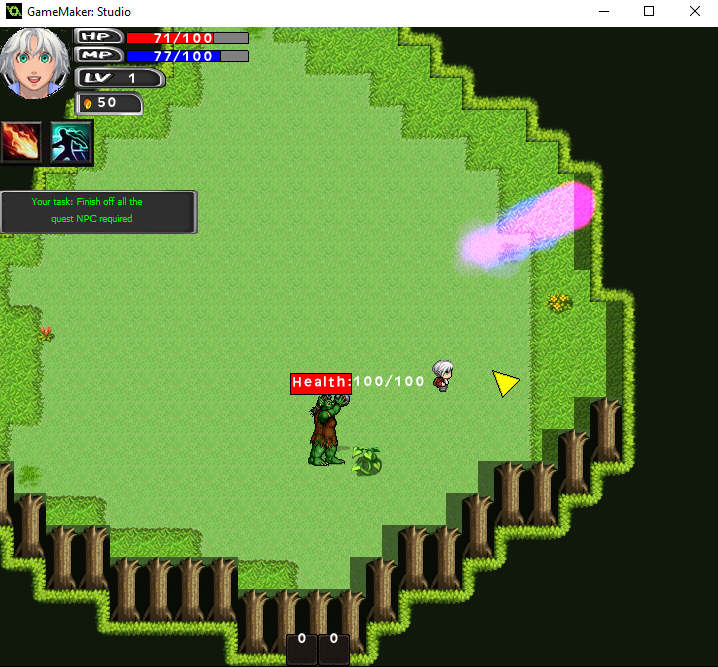 GameMaker: Studio
HP 71/100
MP 77/100
LV 1
50
Your task: Finish off all the
quest NPC required
Health:100/100
0 0